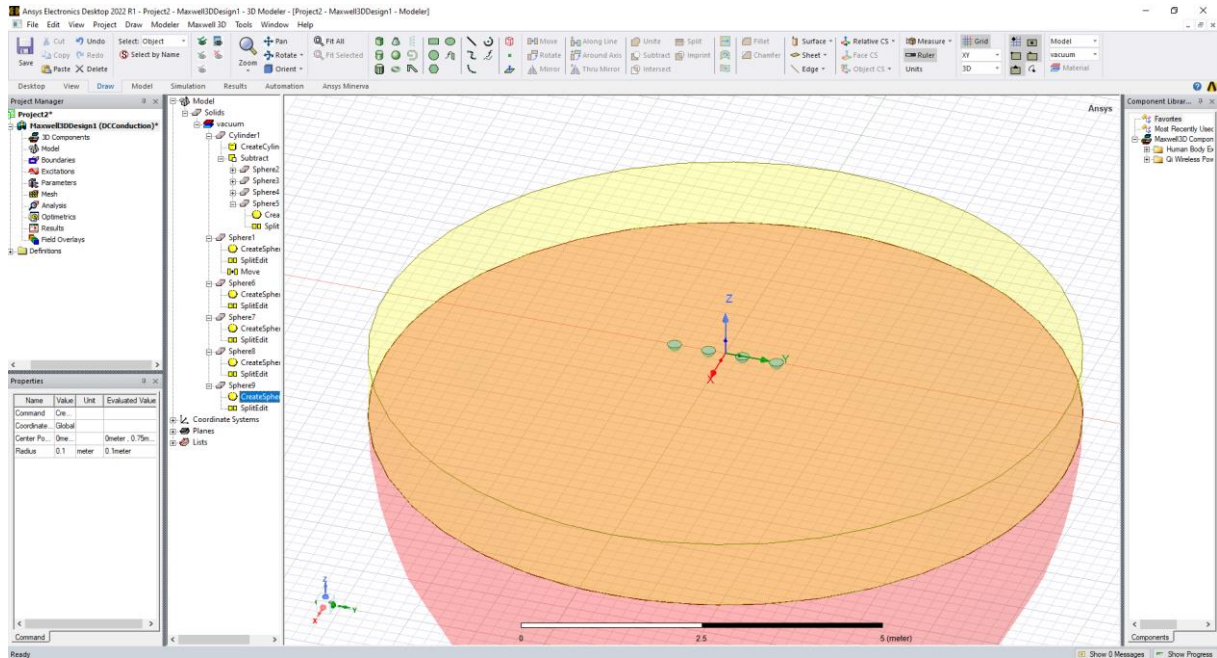 Ansys Electronics Desktop 2022 R1 - Project2 - Maxwell3DDesign1 - 3D Modeler - [Project2 - Maxwell3DDesign1 - Modeler]
File Edit View Project Draw Modeler Maxwell 3D Tools Window Help
Save
Cut Undo Select: Object
Copy Redo Select by Name
Paste Delete
Zoom
Pan
Rotate
Orient
Fit All
Fit Selected
Move Along Line Unite Split Fillet
Rotate Around Axis Subtract Imprint Chamfer
Mirror Thru Mirror Intersect
Surface Relative CS Measure Grid
Sheet Face CS Ruler XY
Edge Object CS Units 3D
Model
vacuum
Material
Desktop View Draw Model Simulation Results Automation Ansys Minerva
Project Manager
Project2*
Maxwell3DDesign1 (DCConduction)*
3D Components
Model
Boundaries
Excitations
Parameters
Mesh
Analysis
Optimetrics
Results
Field Overlays
Definitions
Properties
Name Value Unit Evaluated Value
Command Cre...
Coordinate... Global
Center Po... 0me... 0meter , 0.75m...
Radius 0.1 meter 0.1meter
Command
Model
Solids
vacuum
Cylinder1
CreateCylin
Subtract
Sphere2
Sphere3
Sphere4
Sphere5
Crea
Split
Sphere1
CreateSpher
SplitEdit
Move
Sphere6
CreateSpher
SplitEdit
Sphere7
CreateSpher
SplitEdit
Sphere8
CreateSpher
SplitEdit
Sphere9
CreateSpher
SplitEdit
Coordinate Systems
Planes
Lists
Ansys
Z
Y
X
Z
Y
X
0 2.5 5 (meter)
Component Librar...
Favorites
Most Recently Used
Maxwell3D Compon
Human Body Ex
Qi Wireless Pow
Components
Ready
Show 0 Messages Show Progress